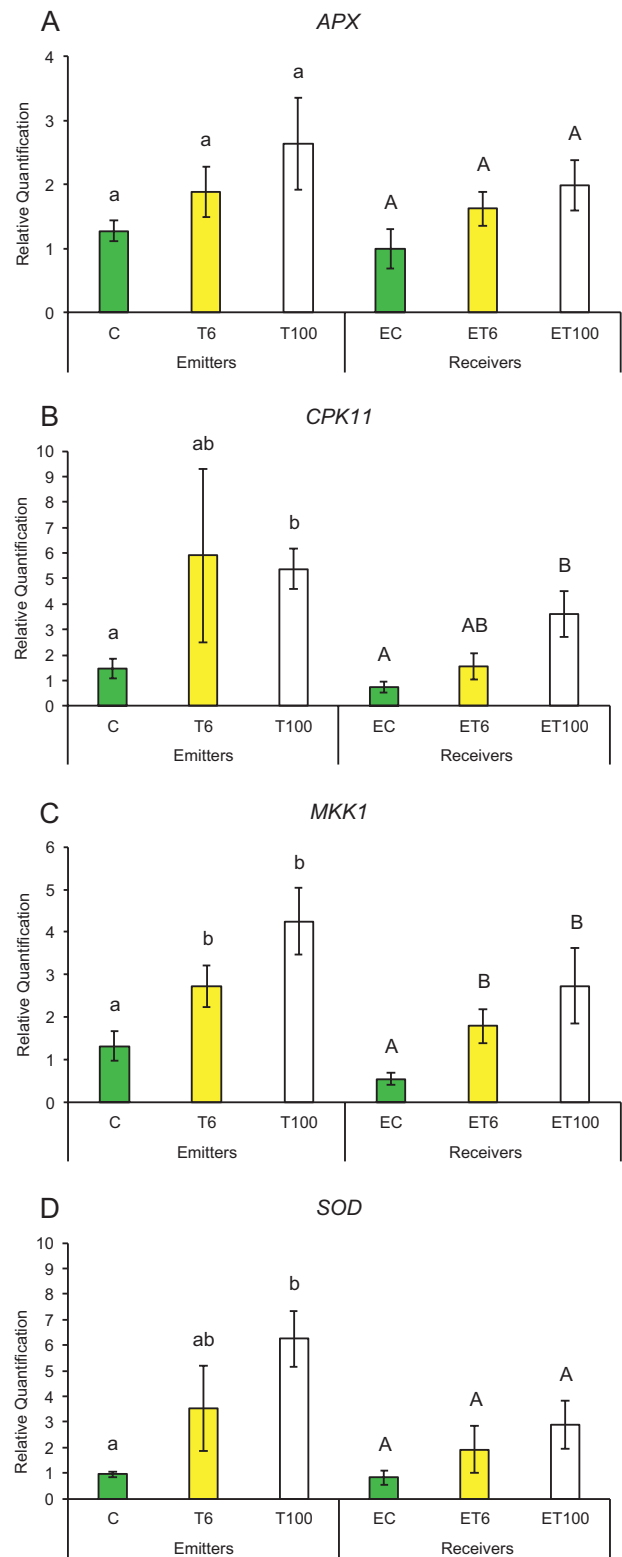 A
APX
4
3
2
1
0
Relative Quantification
a a a A A A
C T6 T100 EC ET6 ET100
Emitters Receivers
B
CPK11
10
9
8
7
6
5
4
3
2
1
0
Relative Quantification
a ab b A AB B
C T6 T100 EC ET6 ET100
Emitters Receivers
C
MKK1
6
5
4
3
2
1
0
Relative Quantification
a b b A B B
C T6 T100 EC ET6 ET100
Emitters Receivers
D
SOD
10
9
8
7
6
5
4
3
2
1
0
Relative Quantification
a ab b A A A
C T6 T100 EC ET6 ET100
Emitters Receivers